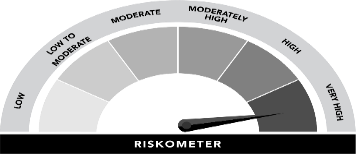 LOW
LOW TO
MODERATE
MODERATE
MODERATELY
HIGH
HIGH
VERY HIGH
RISKOMETER